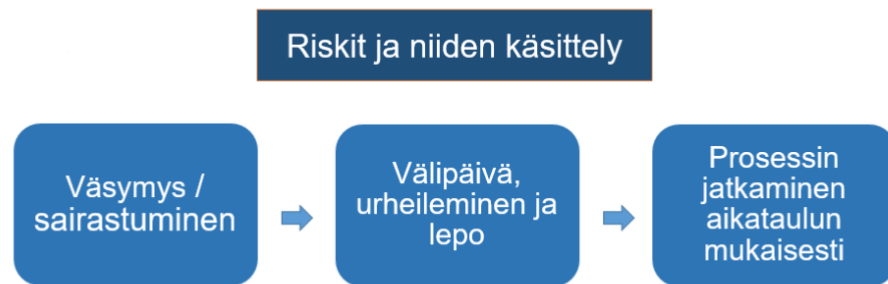 Riskit ja niiden käsittely
Väsymys /
sairastuminen
Välipäivä,
urheileminen ja
lepo
Prosessin
jatkaminen
aikataulun
mukaisesti